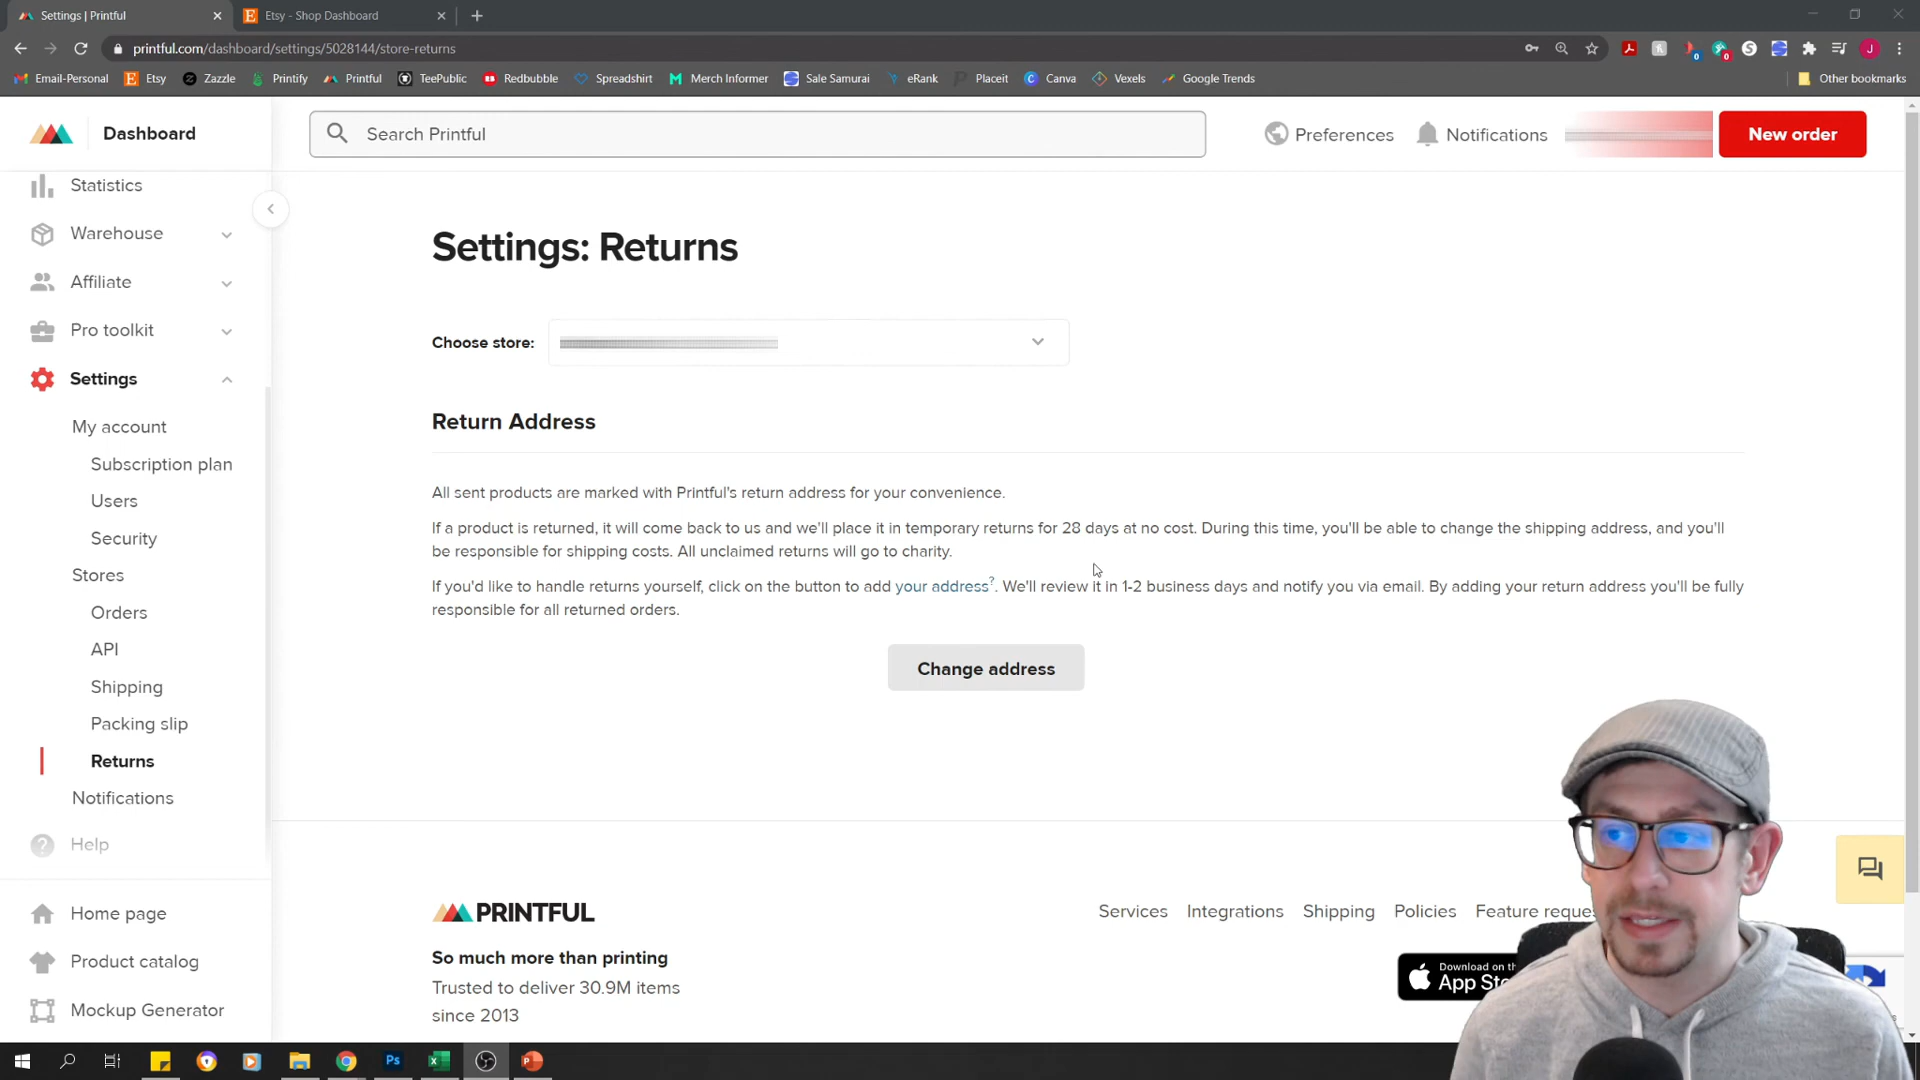 Settings | Printful
Etsy - Shop Dashboard
printful.com/dashboard/settings/5028144/store-returns
Email-Personal Etsy Zazzle Printify Printful TeePublic Redbubble Spreadshirt Merch Informer Sale Samurai eRank Placeit Canva Vexels Google Trends Other bookmarks
Dashboard
Search Printful
Preferences
Notifications
New order
Statistics
Warehouse
Affiliate
Pro toolkit
Settings
My account
Subscription plan
Users
Security
Stores
Orders
API
Shipping
Packing slip
Returns
Notifications
Help
Home page
Product catalog
Mockup Generator
Settings: Returns
Choose store:
Return Address
All sent products are marked with Printful's return address for your convenience.
If a product is returned, it will come back to us and we'll place it in temporary returns for 28 days at no cost. During this time, you'll be able to change the shipping address, and you'll
be responsible for shipping costs. All unclaimed returns will go to charity.
If you'd like to handle returns yourself, click on the button to add your address?. We'll review it in 1-2 business days and notify you via email. By adding your return address you'll be fully
responsible for all returned orders.
Change address
PRINTFUL
So much more than printing
Trusted to deliver 30.9M items
since 2013
Services Integrations Shipping Policies Feature
Download on the
App